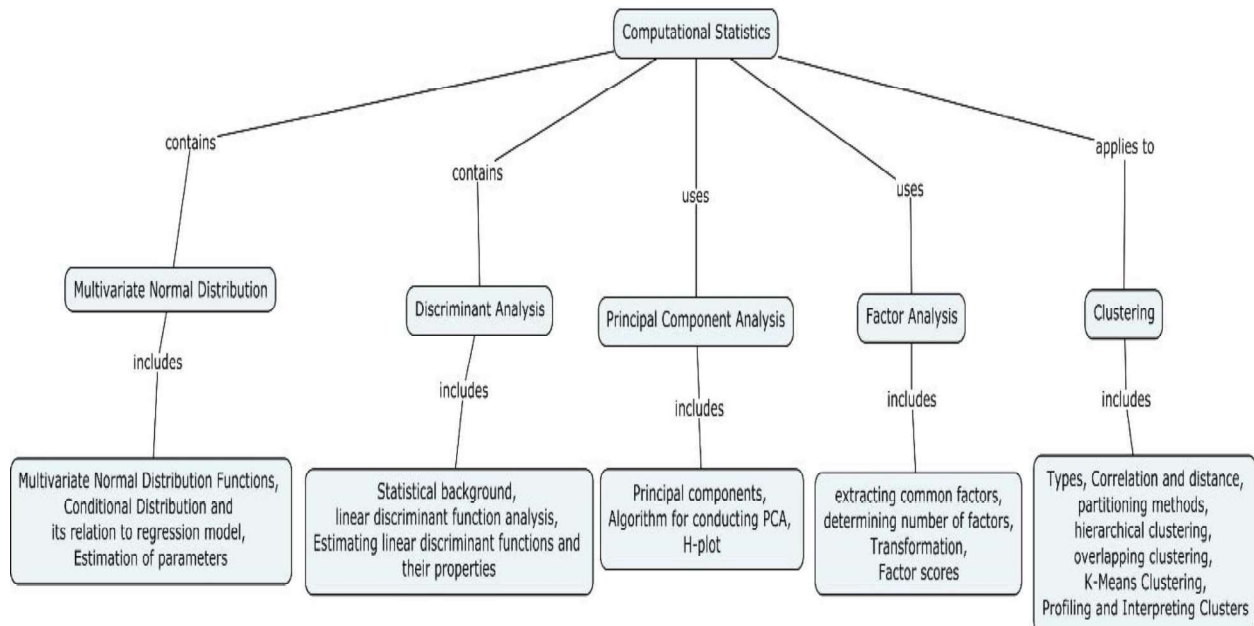 Computational Statistics
contains
contains
uses
uses
applies to
Multivariate Normal Distribution
Discriminant Analysis
Principal Component Analysis
Factor Analysis
Clustering
includes
includes
includes
includes
includes
Multivariate Normal Distribution Functions,
Conditional Distribution and
its relation to regression model,
Estimation of parameters
Statistical background,
linear discriminant function analysis,
Estimating linear discriminant functions and
their properties
Principal components,
Algorithm for conducting PCA,
H-plot
extracting common factors,
determining number of factors,
Transformation,
Factor scores
Types, Correlation and distance,
partitioning methods,
hierarchical clustering,
overlapping clustering,
K-Means Clustering,
Profiling and Interpreting Clusters